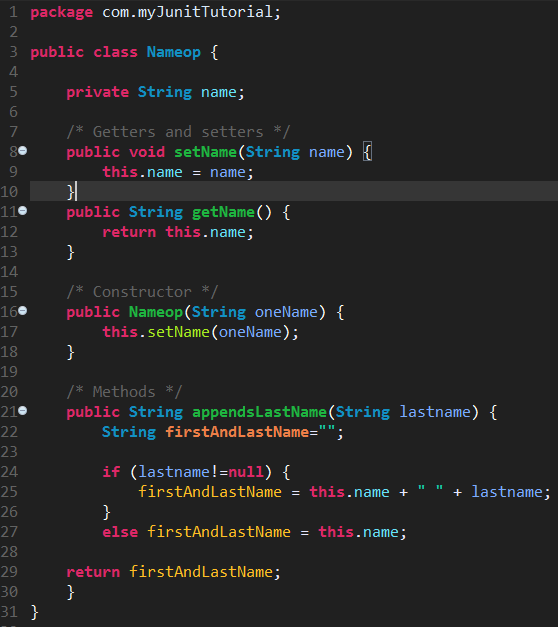 1 package com.myJunitTutorial;
2
3 public class Nameop {
4
5     private String name;
6
7     /* Getters and setters */
8     public void setName(String name) {
9         this.name = name;
10     }
11     public String getName() {
12         return this.name;
13     }
14
15     /* Constructor */
16     public Nameop(String oneName) {
17         this.setName(oneName);
18     }
19
20     /* Methods */
21     public String appendsLastName(String lastname) {
22         String firstAndLastName="";
23
24         if (lastname!=null) {
25             firstAndLastName = this.name + " " + lastname;
26         }
27         else firstAndLastName = this.name;
28
29     return firstAndLastName;
30     }
31 }